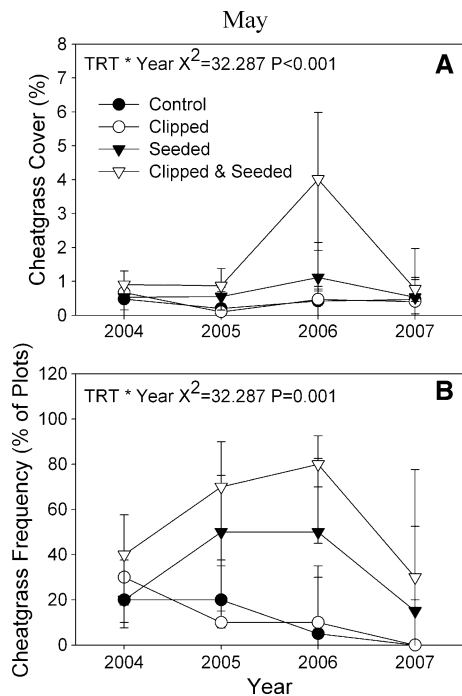 May
TRT * Year X²=32.287 P<0.001
A
Control
Clipped
Seeded
Clipped & Seeded
Cheatgrass Cover (%)
8
7
6
5
4
3
2
1
0
2004 2005 2006 2007
TRT * Year X²=32.287 P=0.001
B
Cheatgrass Frequency (% of Plots)
120
100
80
60
40
20
0
2004 2005 2006 2007
Year